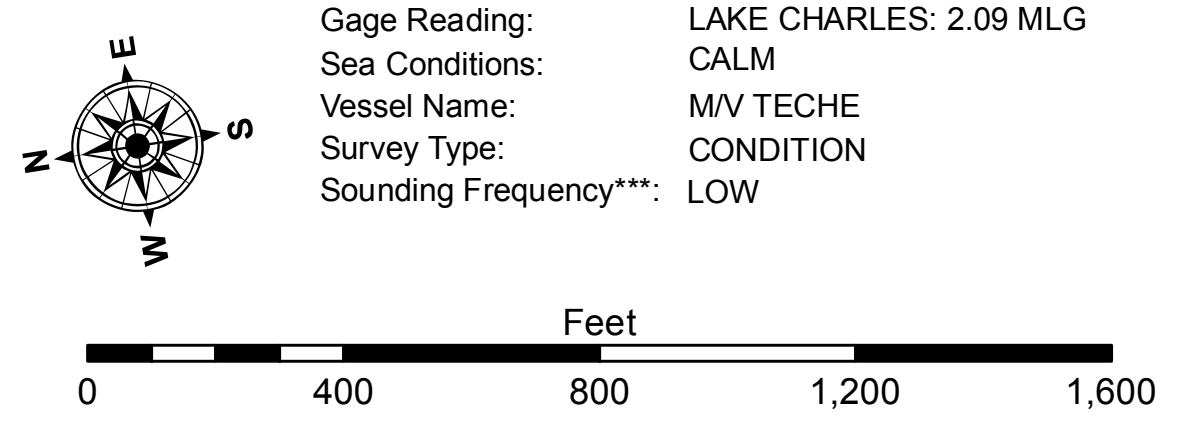 Gage Reading: LAKE CHARLES: 2.09 MLG
Sea Conditions: CALM
Vessel Name: M/V TECHE
Survey Type: CONDITION
Sounding Frequency***: LOW
E
S
N
W
Feet
0 400 800 1,200 1,600